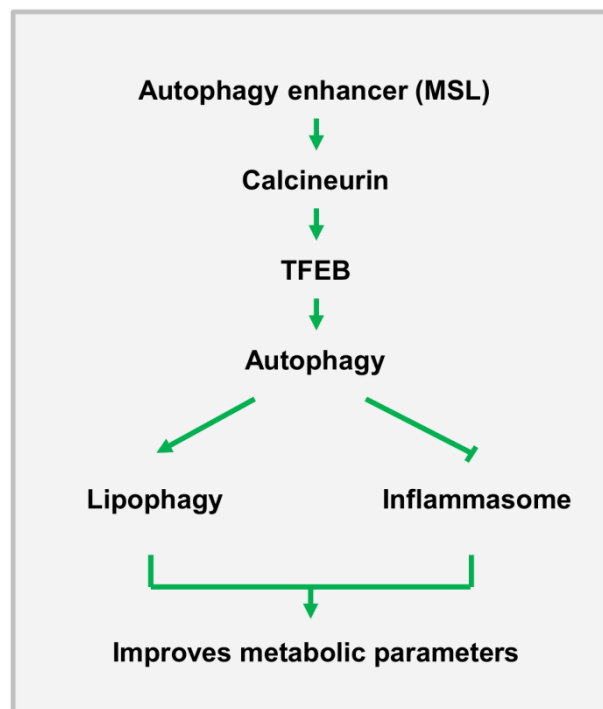 Autophagy enhancer (MSL)
Calcineurin
TFEB
Autophagy
Lipophagy
Inflammasome
Improves metabolic parameters